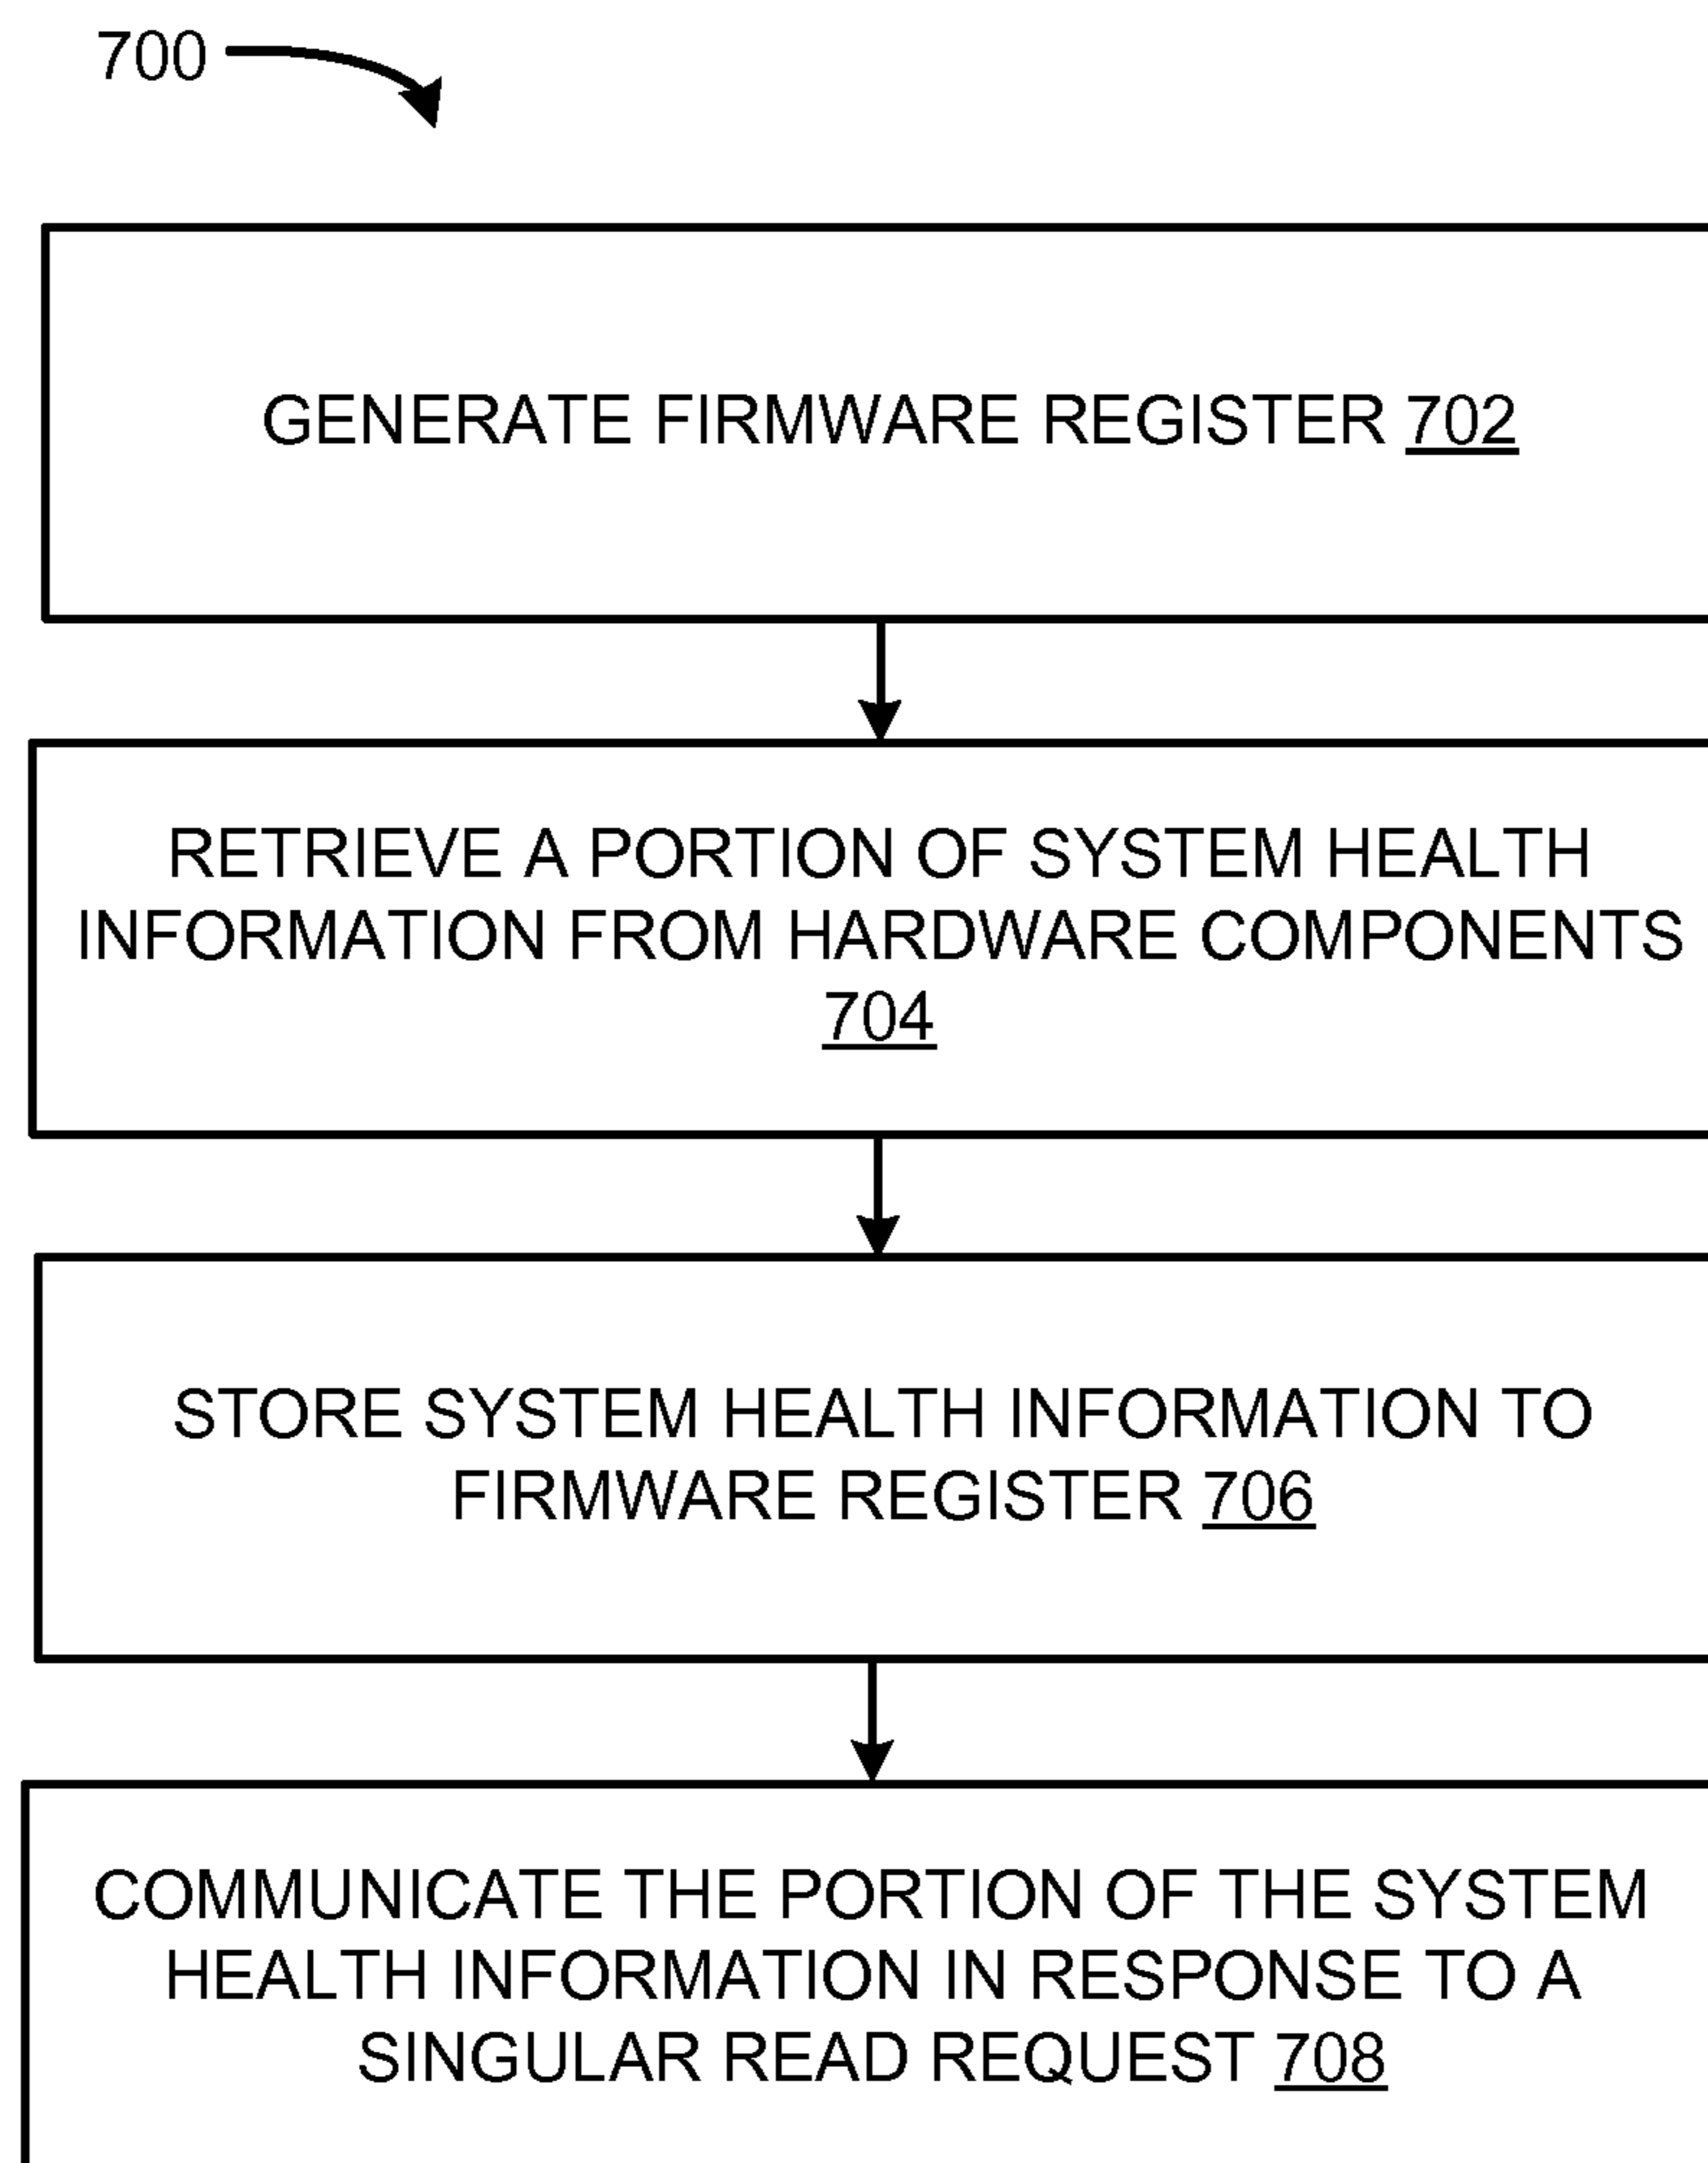 700
GENERATE FIRMWARE REGISTER 702
RETRIEVE A PORTION OF SYSTEM HEALTH
INFORMATION FROM HARDWARE COMPONENTS
704
STORE SYSTEM HEALTH INFORMATION TO
FIRMWARE REGISTER 706
COMMUNICATE THE PORTION OF THE SYSTEM
HEALTH INFORMATION IN RESPONSE TO A
SINGULAR READ REQUEST 708